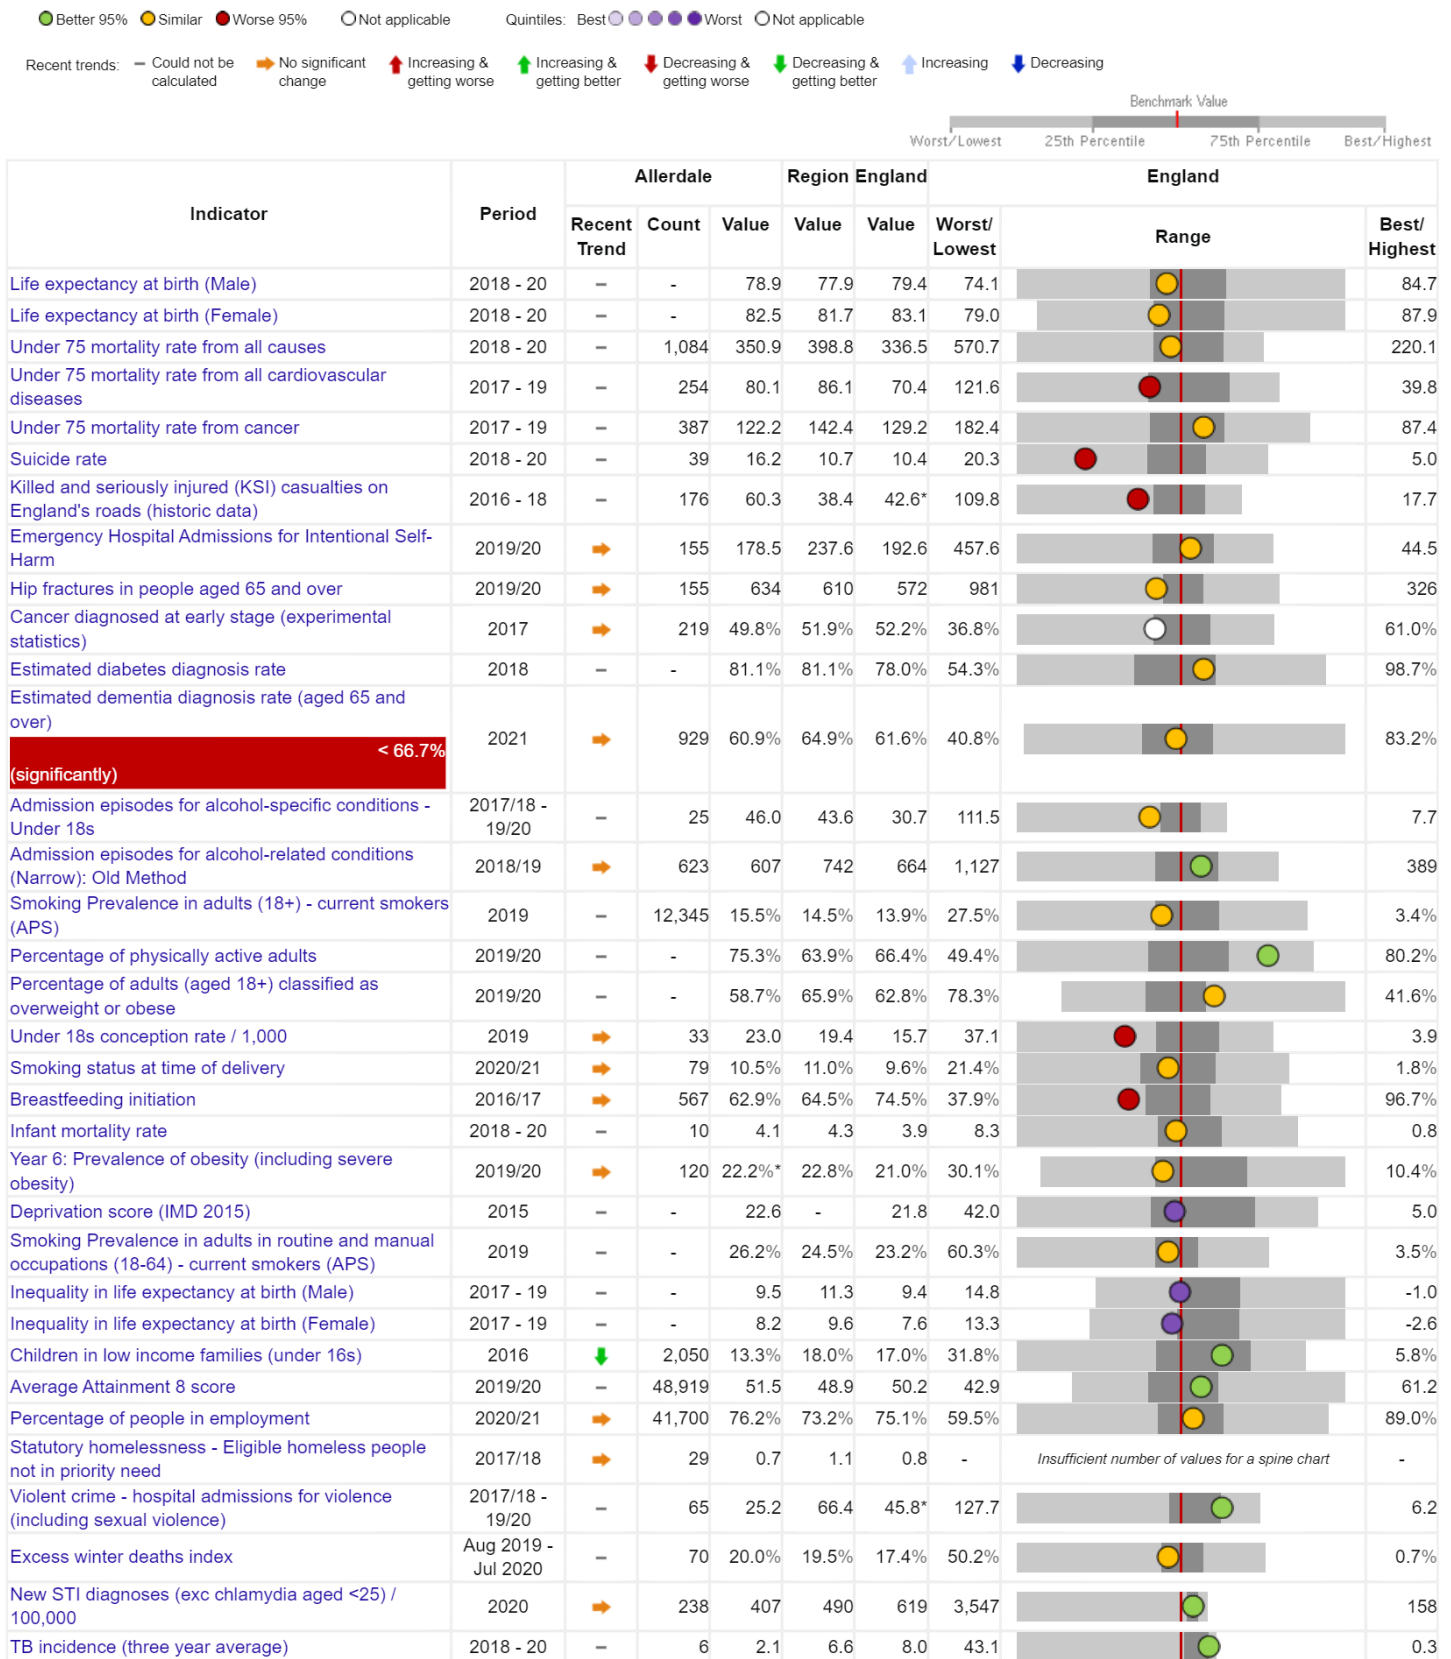 Better 95% Similar Worse 95% Not applicable Quintiles: Best Worst Not applicable
Recent trends: – Could not be calculated No significant change Increasing & getting worse Increasing & getting better Decreasing & getting worse Decreasing & getting better Increasing Decreasing
Benchmark Value
Worst/Lowest 25th Percentile 75th Percentile Best/Highest
Allerdale Region England England
Indicator Period Recent Trend Count Value Value Value Worst/ Lowest Range Best/ Highest
Life expectancy at birth (Male) 2018 - 20 – - 78.9 77.9 79.4 74.1 84.7
Life expectancy at birth (Female) 2018 - 20 – - 82.5 81.7 83.1 79.0 87.9
Under 75 mortality rate from all causes 2018 - 20 – 1,084 350.9 398.8 336.5 570.7 220.1
Under 75 mortality rate from all cardiovascular
diseases 2017 - 19 – 254 80.1 86.1 70.4 121.6 39.8
Under 75 mortality rate from cancer 2017 - 19 – 387 122.2 142.4 129.2 182.4 87.4
Suicide rate 2018 - 20 – 39 16.2 10.7 10.4 20.3 5.0
Killed and seriously injured (KSI) casualties on
England's roads (historic data) 2016 - 18 – 176 60.3 38.4 42.6* 109.8 17.7
Emergency Hospital Admissions for Intentional Self-
Harm 2019/20 155 178.5 237.6 192.6 457.6 44.5
Hip fractures in people aged 65 and over 2019/20 155 634 610 572 981 326
Cancer diagnosed at early stage (experimental
statistics) 2017 219 49.8% 51.9% 52.2% 36.8% 61.0%
Estimated diabetes diagnosis rate 2018 – - 81.1% 81.1% 78.0% 54.3% 98.7%
Estimated dementia diagnosis rate (aged 65 and
over) 2021 929 60.9% 64.9% 61.6% 40.8% 83.2%
< 66.7%
(significantly)
Admission episodes for alcohol-specific conditions -
Under 18s 2017/18 - 19/20 – 25 46.0 43.6 30.7 111.5 7.7
Admission episodes for alcohol-related conditions
(Narrow): Old Method 2018/19 623 607 742 664 1,127 389
Smoking Prevalence in adults (18+) - current smokers
(APS) 2019 – 12,345 15.5% 14.5% 13.9% 27.5% 3.4%
Percentage of physically active adults 2019/20 – - 75.3% 63.9% 66.4% 49.4% 80.2%
Percentage of adults (aged 18+) classified as
overweight or obese 2019/20 – - 58.7% 65.9% 62.8% 78.3% 41.6%
Under 18s conception rate / 1,000 2019 33 23.0 19.4 15.7 37.1 3.9
Smoking status at time of delivery 2020/21 79 10.5% 11.0% 9.6% 21.4% 1.8%
Breastfeeding initiation 2016/17 567 62.9% 64.5% 74.5% 37.9% 96.7%
Infant mortality rate 2018 - 20 – 10 4.1 4.3 3.9 8.3 0.8
Year 6: Prevalence of obesity (including severe
obesity) 2019/20 120 22.2%* 22.8% 21.0% 30.1% 10.4%
Deprivation score (IMD 2015) 2015 – - 22.6 - 21.8 42.0 5.0
Smoking Prevalence in adults in routine and manual
occupations (18-64) - current smokers (APS) 2019 – - 26.2% 24.5% 23.2% 60.3% 3.5%
Inequality in life expectancy at birth (Male) 2017 - 19 – - 9.5 11.3 9.4 14.8 -1.0
Inequality in life expectancy at birth (Female) 2017 - 19 – - 8.2 9.6 7.6 13.3 -2.6
Children in low income families (under 16s) 2016 2,050 13.3% 18.0% 17.0% 31.8% 5.8%
Average Attainment 8 score 2019/20 – 48,919 51.5 48.9 50.2 42.9 61.2
Percentage of people in employment 2020/21 41,700 76.2% 73.2% 75.1% 59.5% 89.0%
Statutory homelessness - Eligible homeless people
not in priority need 2017/18 29 0.7 1.1 0.8 - Insufficient number of values for a spine chart -
Violent crime - hospital admissions for violence
(including sexual violence) 2017/18 - 19/20 – 65 25.2 66.4 45.8* 127.7 6.2
Excess winter deaths index Aug 2019 - Jul 2020 – 70 20.0% 19.5% 17.4% 50.2% 0.7%
New STI diagnoses (exc chlamydia aged <25) /
100,000 2020 238 407 490 619 3,547 158
TB incidence (three year average) 2018 - 20 – 6 2.1 6.6 8.0 43.1 0.3